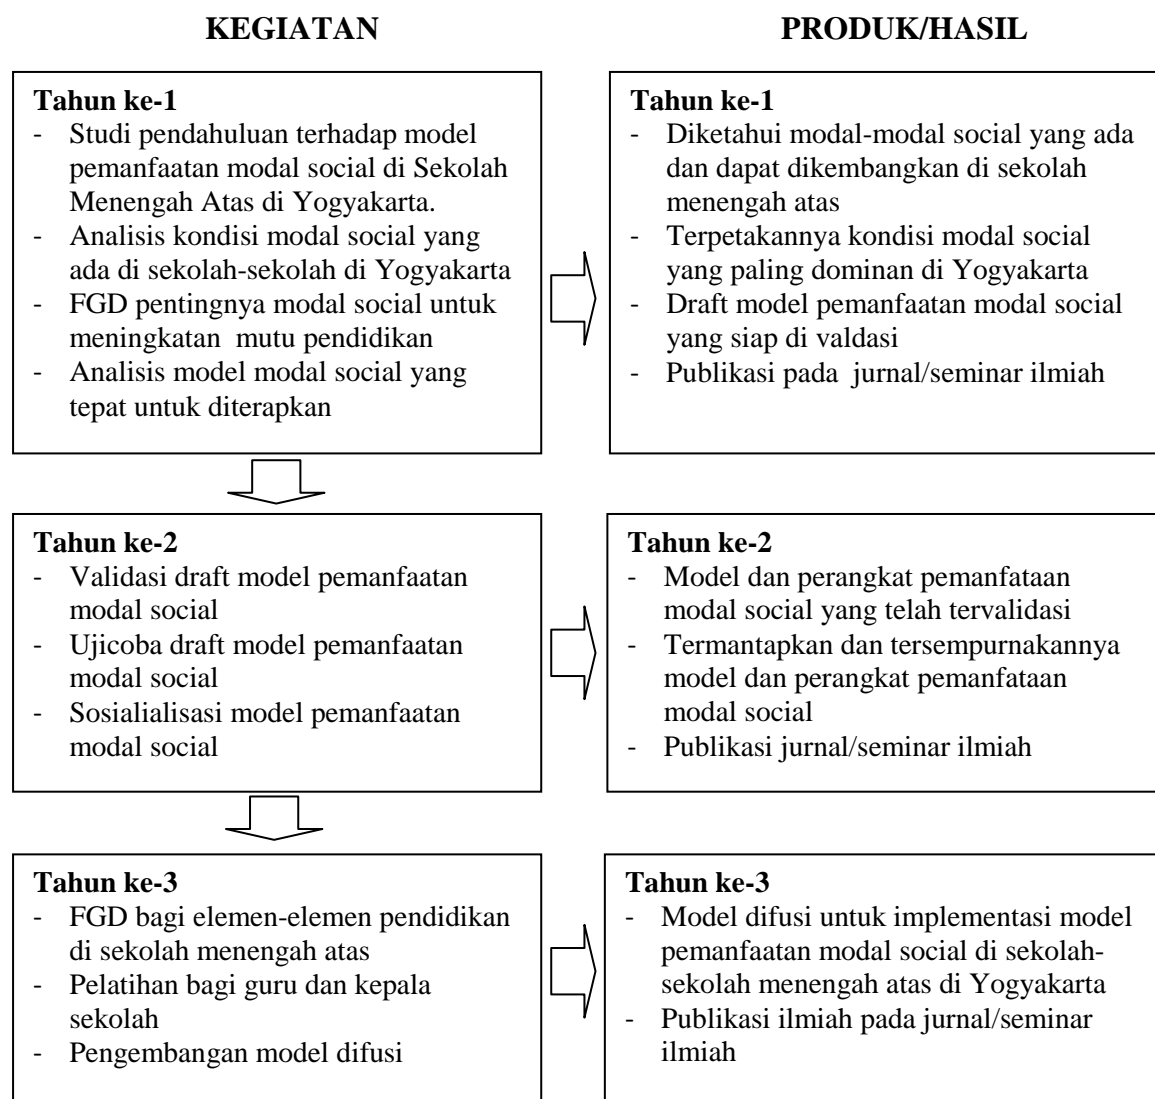 KEGIATAN
PRODUK/HASIL
Tahun ke-1
- Studi pendahuluan terhadap model
pemanfaatan modal social di Sekolah
Menengah Atas di Yogyakarta.
- Analisis kondisi modal social yang
ada di sekolah-sekolah di Yogyakarta
- FGD pentingnya modal social untuk
meningkatan mutu pendidikan
- Analisis model modal social yang
tepat untuk diterapkan
Tahun ke-1
- Diketahui modal-modal social yang ada
dan dapat dikembangkan di sekolah
menengah atas
- Terpetakannya kondisi modal social
yang paling dominan di Yogyakarta
- Draft model pemanfaatan modal social
yang siap di valdasi
- Publikasi pada jurnal/seminar ilmiah
Tahun ke-2
- Validasi draft model pemanfaatan
modal social
- Ujicoba draft model pemanfaatan
modal social
- Sosialialisasi model pemanfaatan
modal social
Tahun ke-2
- Model dan perangkat pemanfataan
modal social yang telah tervalidasi
- Termantapkan dan tersempurnakannya
model dan perangkat pemanfataan
modal social
- Publikasi jurnal/seminar ilmiah
Tahun ke-3
- FGD bagi elemen-elemen pendidikan
di sekolah menengah atas
- Pelatihan bagi guru dan kepala
sekolah
- Pengembangan model difusi
Tahun ke-3
- Model difusi untuk implementasi model
pemanfaatan modal social di sekolah-
sekolah menengah atas di Yogyakarta
- Publikasi ilmiah pada jurnal/seminar
ilmiah